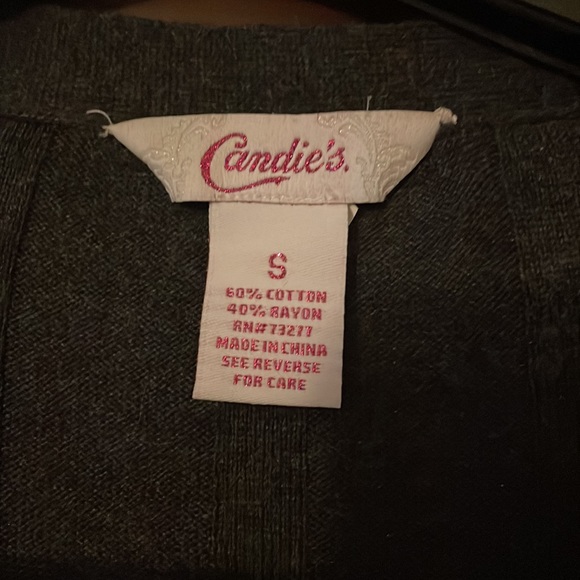 Candie's.
S
60% COTTON
40% RAYON
RN#73277
MADE IN CHINA
SEE REVERSE
FOR CARE